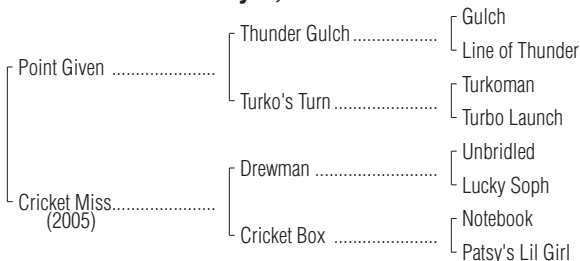 Gulch
Thunder Gulch ..................
Line of Thunder
Point Given ......................
Turkoman
Turko's Turn ......................
Turbo Launch
Unbridled
Drewman ..........................
Lucky Soph
Cricket Miss......................
(2005)
Notebook
Cricket Box ......................
Patsy's Lil Girl